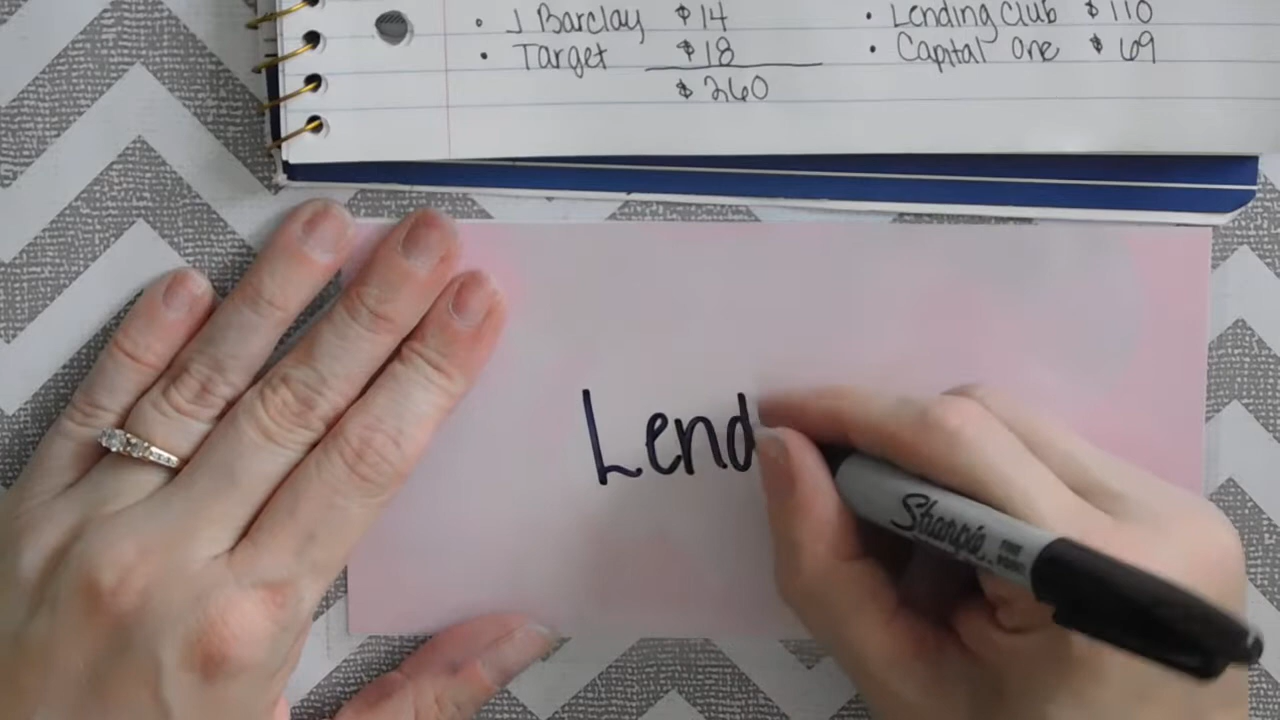 • J Barclay $14 • Lending Club $110
• Target $18 • Capital One $69
$260
Lend
Sharpie